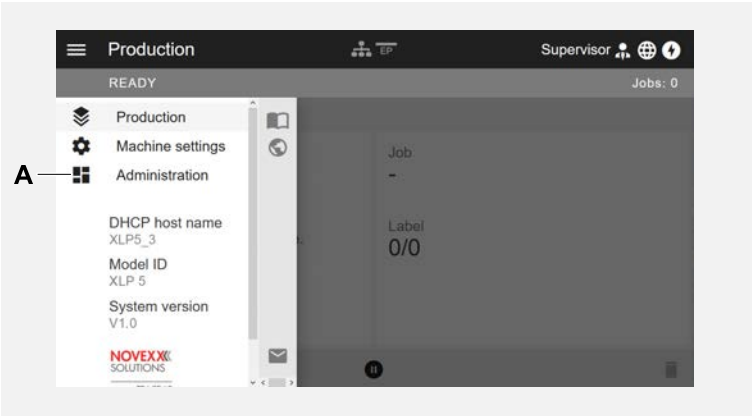 Production
EP
Supervisor
READY
Jobs: 0
Production
Machine settings
A
Administration
DHCP host name
XLP5_3
Model ID
XLP 5
System version
V1.0
NOVEXX
SOLUTIONS
Job
-
Label
0/0